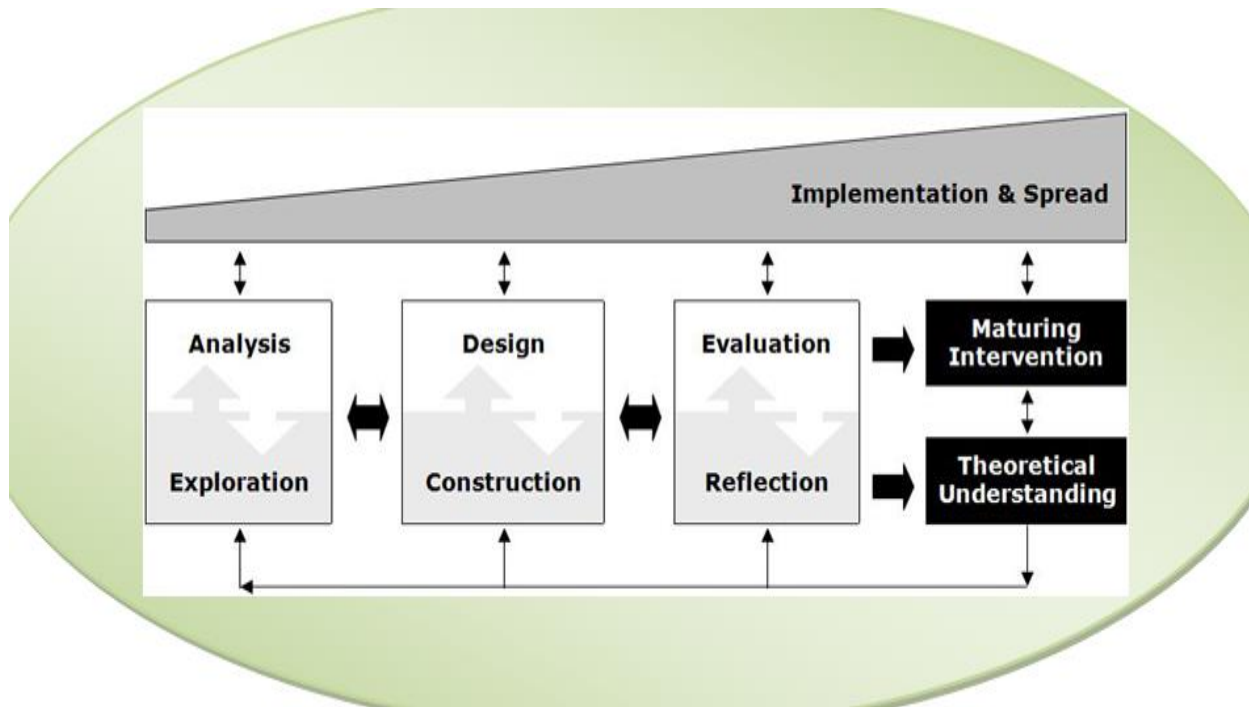 Implementation & Spread
Analysis
Exploration
Design
Construction
Evaluation
Reflection
Maturing
Intervention
Theoretical
Understanding